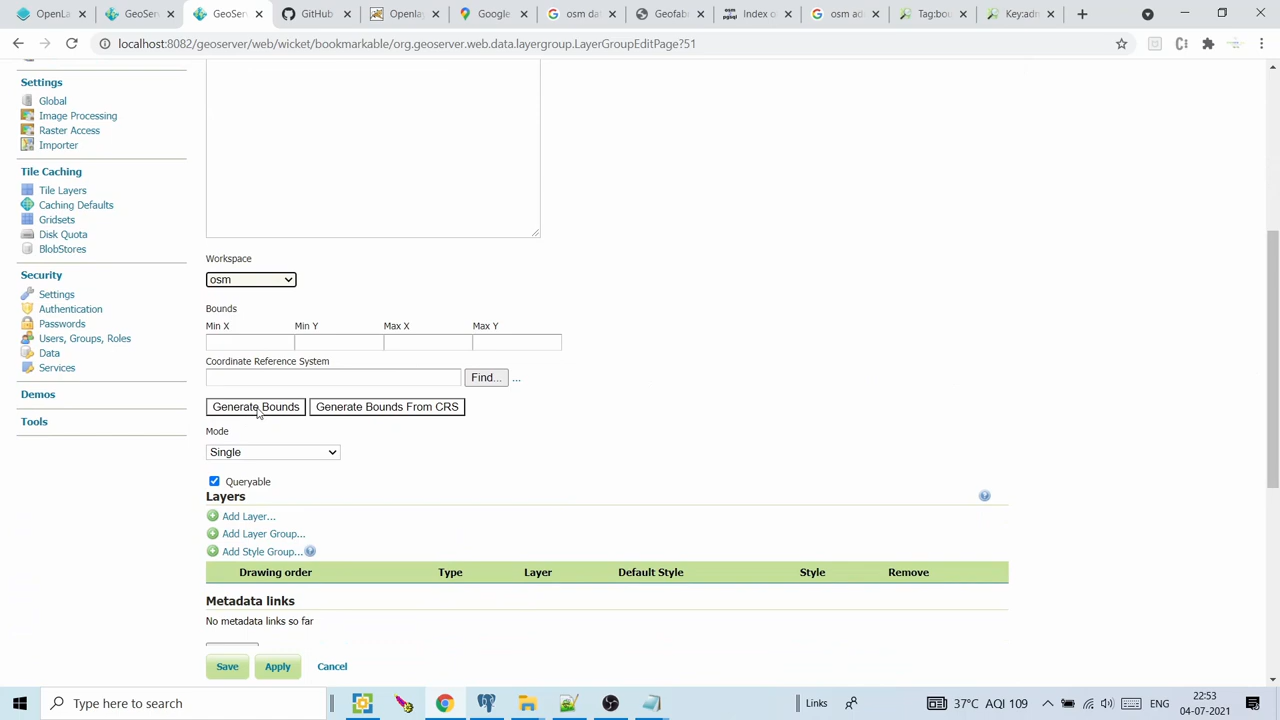 OpenLa
GeoServ
Layers:
GitHub
Openlay
Google
osm da
Geofab
Index o
osm ad
Tag:bou
Key:adm
localhost:8082/geoserver/web/wicket/bookmarkable/org.geoserver.web.data.layergroup.LayerGroupEditPage?51
Settings
Global
Image Processing
Raster Access
Importer
Tile Caching
Tile Layers
Caching Defaults
Gridsets
Disk Quota
BlobStores
Security
Settings
Authentication
Passwords
Users, Groups, Roles
Data
Services
Demos
Tools
Workspace
osm
Bounds
Min X Min Y Max X Max Y
Coordinate Reference System
Find... ...
Generate Bounds Generate Bounds From CRS
Mode
Single
Queryable
Layers
Add Layer...
Add Layer Group...
Add Style Group...
Drawing order Type Layer Default Style Style Remove
Metadata links
No metadata links so far
Save Apply Cancel
Type here to search
Links
37°C AQI 109
ENG
22:53
04-07-2021